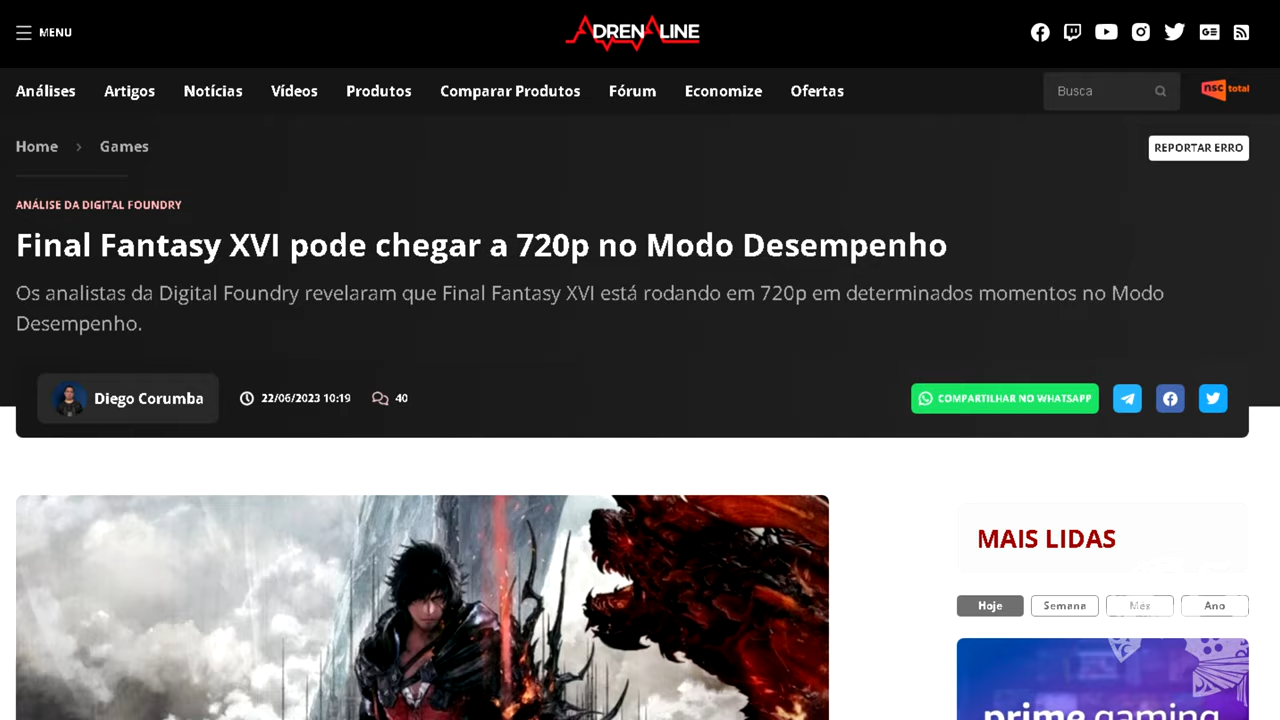 MENU
ADRENALINE
Análises Artigos Notícias Vídeos Produtos Comparar Produtos Fórum Economize Ofertas
Busca
nsc total
Home > Games
REPORTAR ERRO
ANÁLISE DA DIGITAL FOUNDRY
Final Fantasy XVI pode chegar a 720p no Modo Desempenho
Os analistas da Digital Foundry revelaram que Final Fantasy XVI está rodando em 720p em determinados momentos no Modo
Desempenho.
Diego Corumba
22/06/2023 10:19
40
COMPARTILHAR NO WHATSAPP
MAIS LIDAS
Hoje Semana Mês Ano
prime gaming